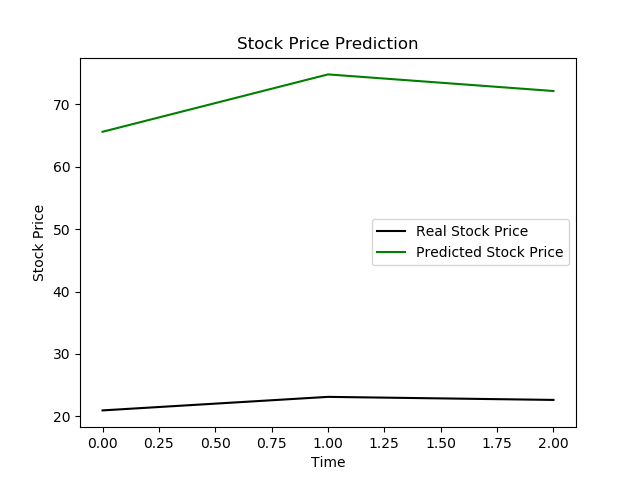 Stock Price Prediction
Stock Price
70
60
50
40
30
20
Real Stock Price
Predicted Stock Price
0.00 0.25 0.50 0.75 1.00 1.25 1.50 1.75 2.00
Time